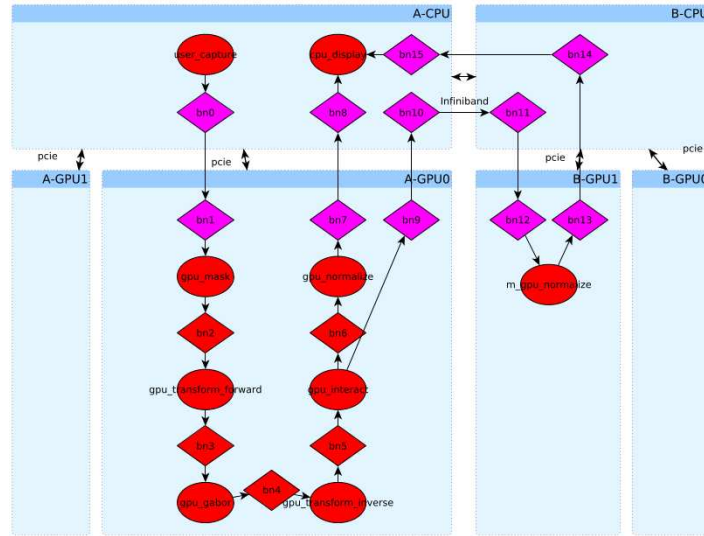 A-CPU
B-CPU
user_capture
cpu_display
bn15
bn14
bn0
bn8
bn10
Infiniband
bn11
pcie
pcie
pcie
pcie
A-GPU1
A-GPU0
B-GPU1
B-GPU0
bn1
bn7
bn9
bn12
bn13
gpu_mask
gpu_normalize
m_gpu_normalize
bn2
bn6
gpu_transform_forward
gpu_interact
bn3
bn5
gpu_gabor
bn4
gpu_transform_inverse